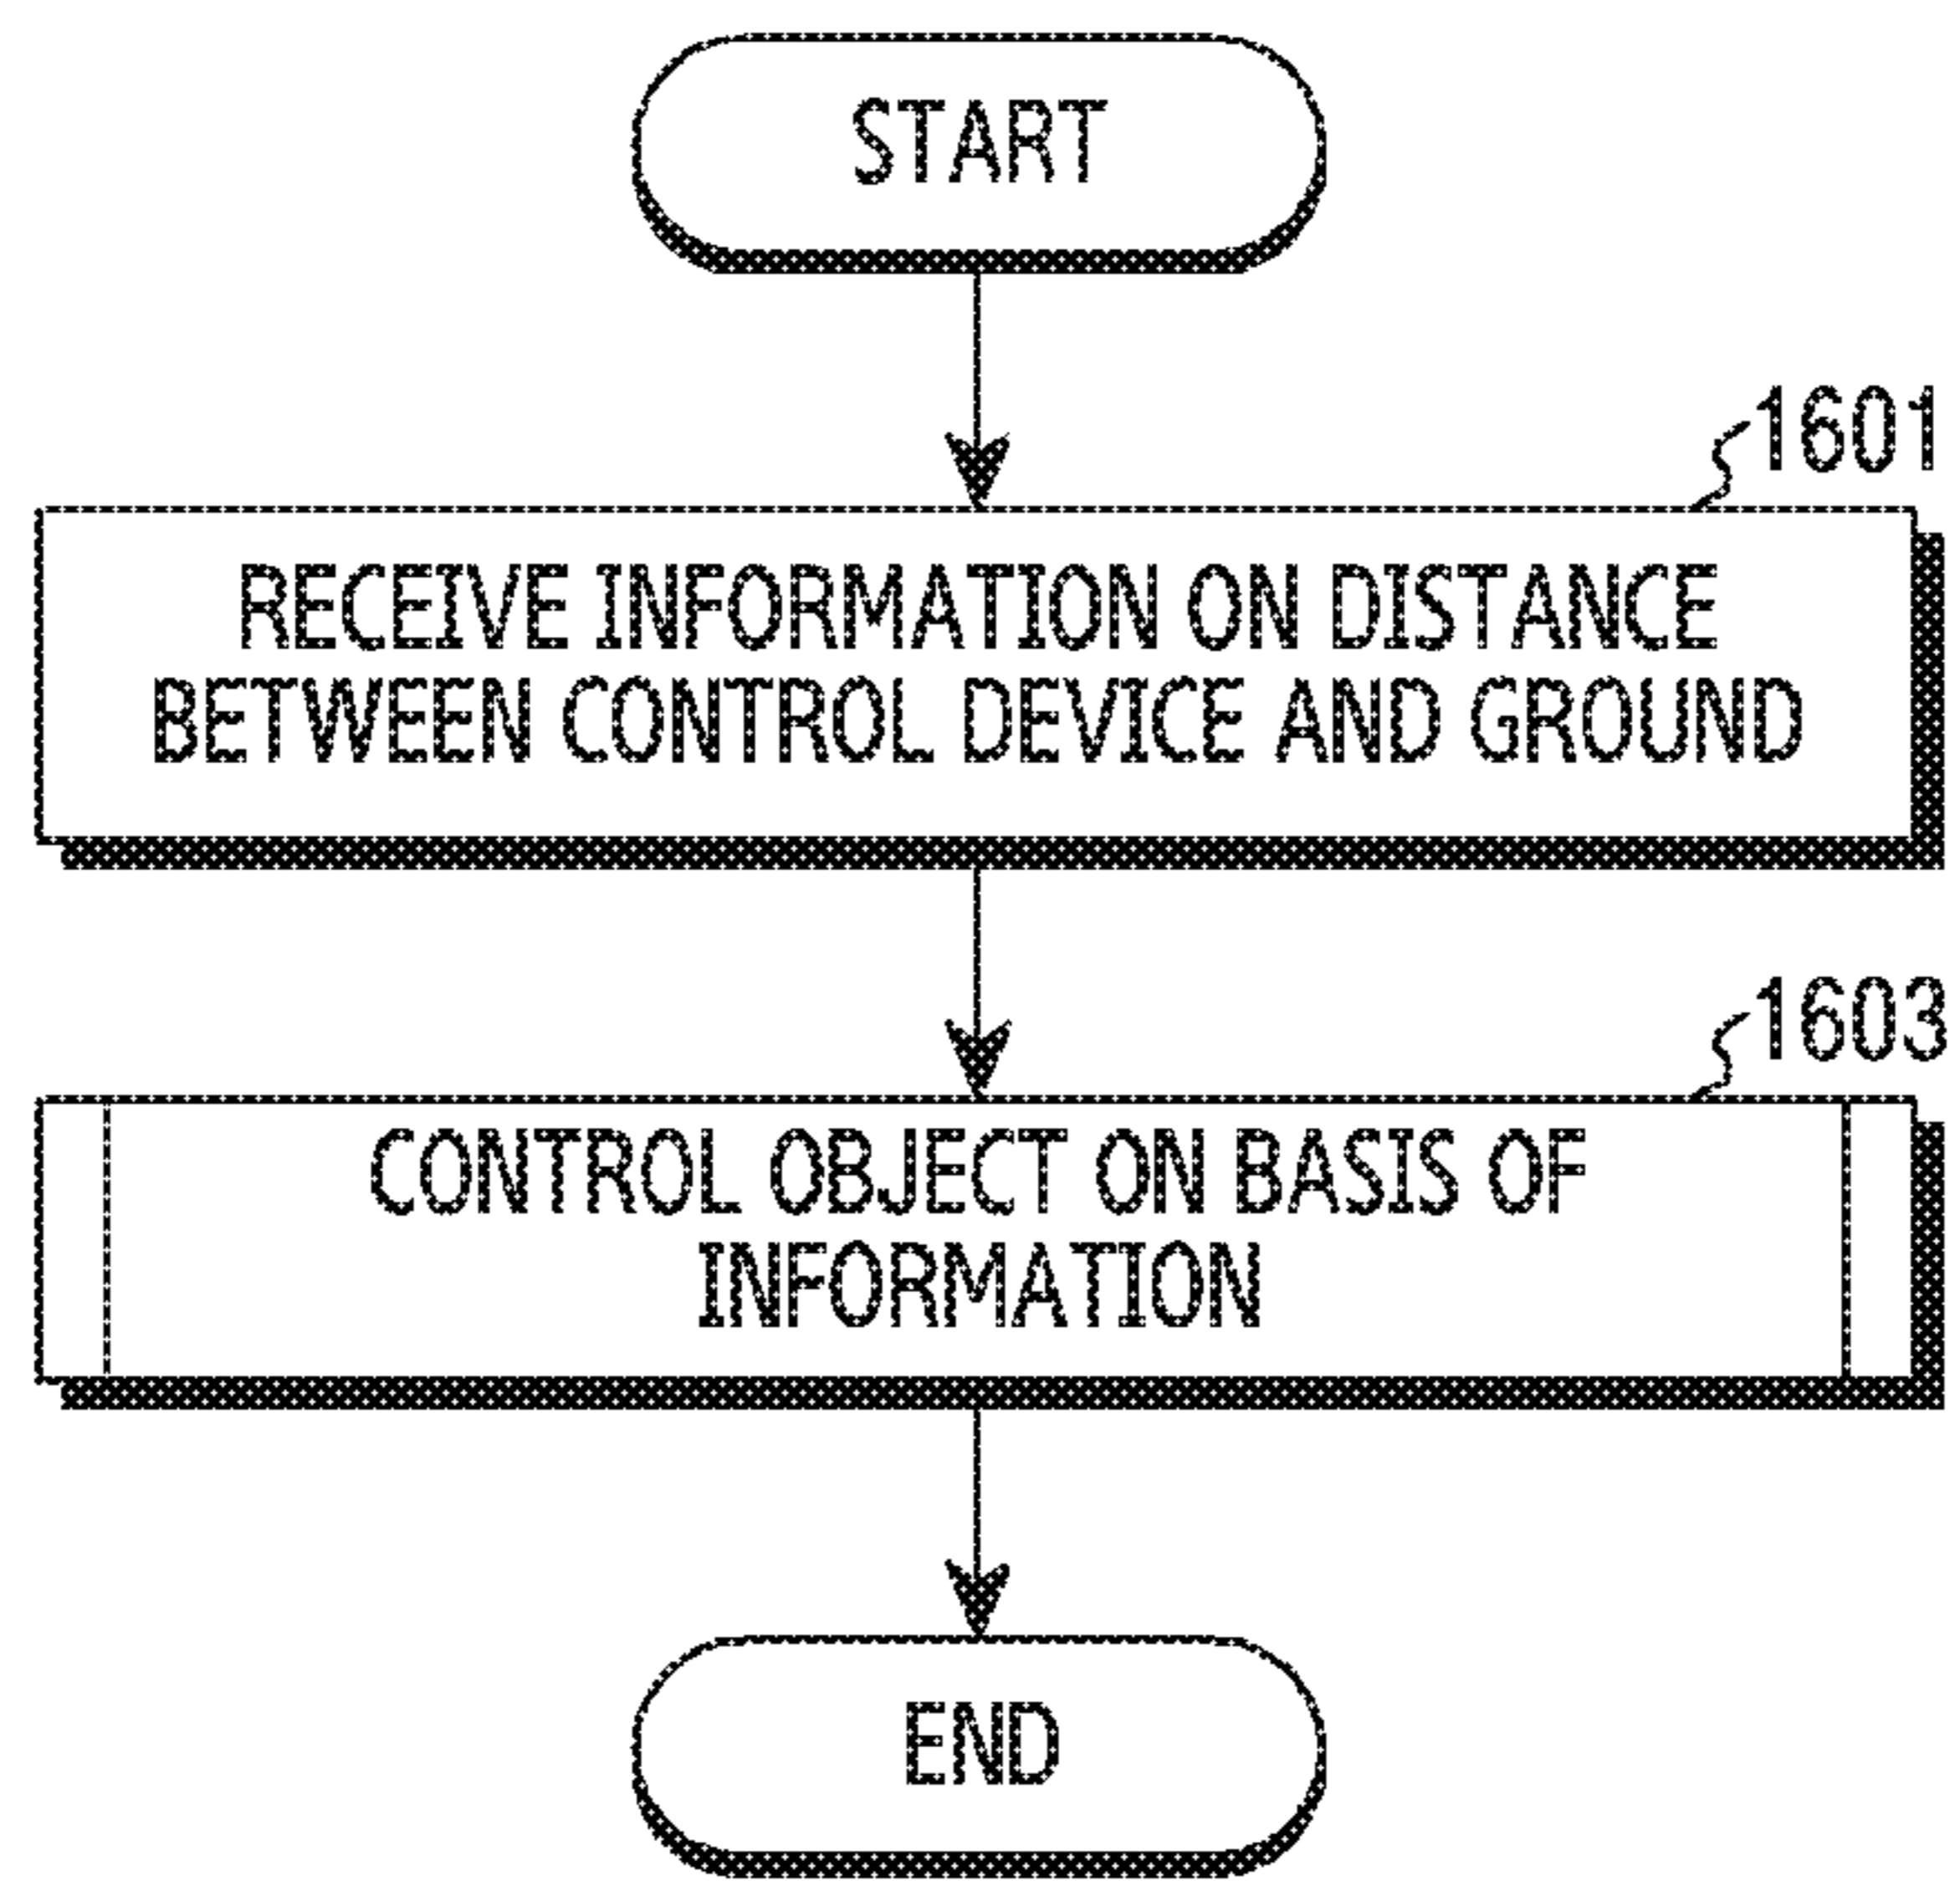 START
1601
RECEIVE INFORMATION ON DISTANCE
BETWEEN CONTROL DEVICE AND GROUND
1603
CONTROL OBJECT ON BASIS OF
INFORMATION
END